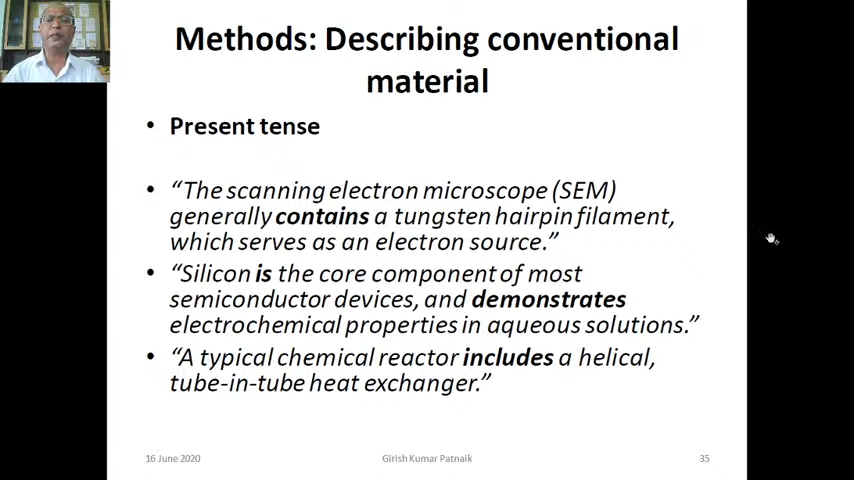 Methods: Describing conventional
material
• Present tense
• “The scanning electron microscope (SEM)
generally contains a tungsten hairpin filament,
which serves as an electron source.”
• “Silicon is the core component of most
semiconductor devices, and demonstrates
electrochemical properties in aqueous solutions.”
• “A typical chemical reactor includes a helical,
tube-in-tube heat exchanger.”
16 June 2020
Girish Kumar Patnaik
35